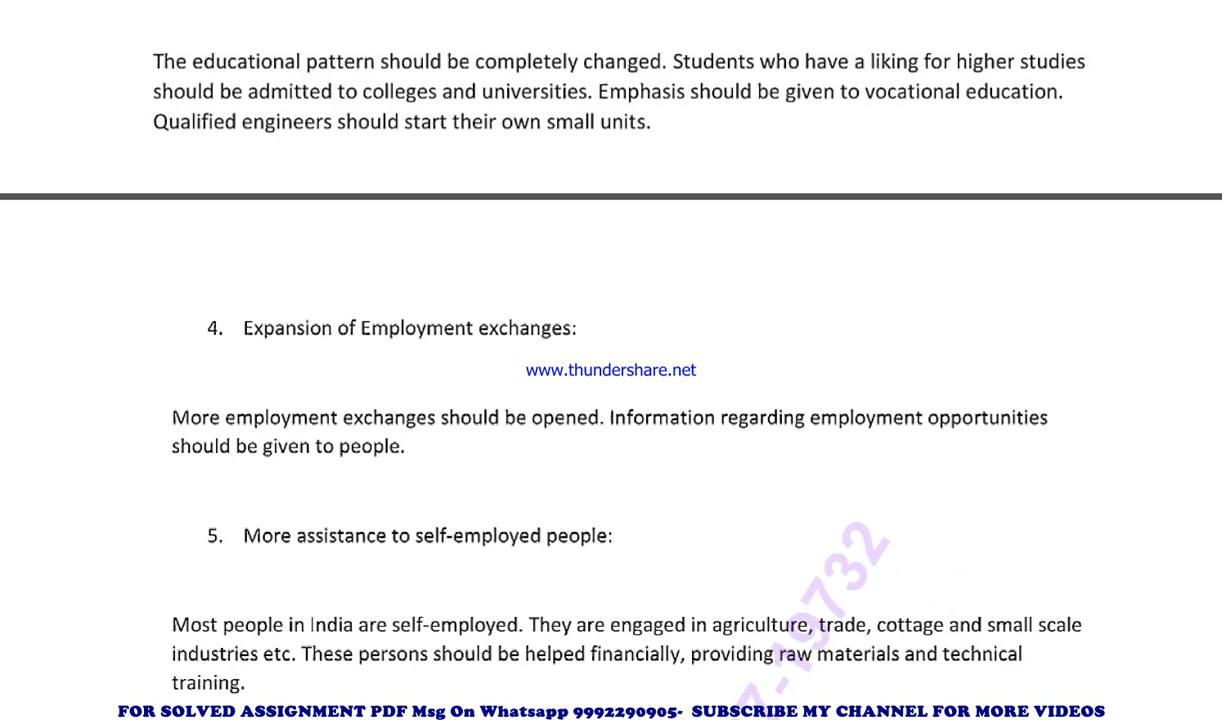 The educational pattern should be completely changed. Students who have a liking for higher studies
should be admitted to colleges and universities. Emphasis should be given to vocational education.
Qualified engineers should start their own small units.
4. Expansion of Employment exchanges:
www.thundershare.net
More employment exchanges should be opened. Information regarding employment opportunities
should be given to people.
5. More assistance to self-employed people:
Most people in India are self-employed. They are engaged in agriculture, trade, cottage and small scale
industries etc. These persons should be helped financially, providing raw materials and technical
training.
7-19732
FOR SOLVED ASSIGNMENT PDF Msg On Whatsapp 9992290905- SUBSCRIBE MY CHANNEL FOR MORE VIDEOS